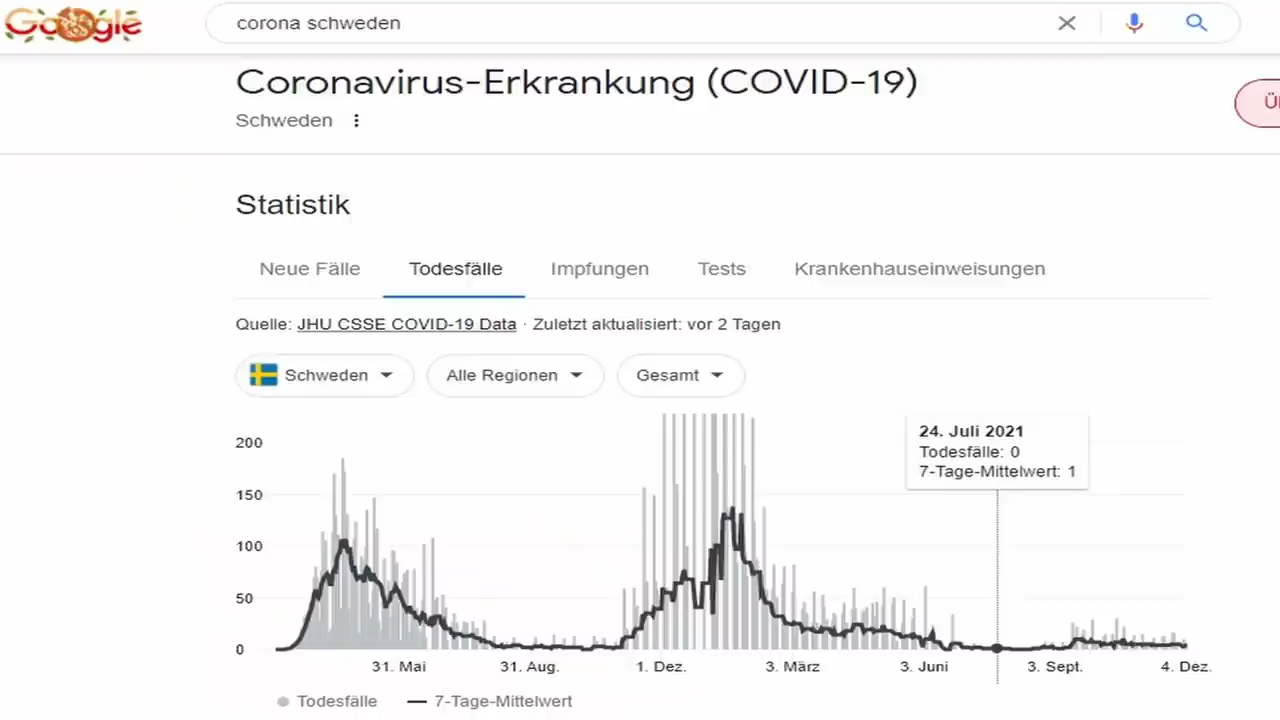 Google
corona schweden
Coronavirus-Erkrankung (COVID-19)
Schweden
Statistik
Neue Fälle Todesfälle Impfungen Tests Krankenhauseinweisungen
Quelle: JHU CSSE COVID-19 Data · Zuletzt aktualisiert: vor 2 Tagen
Schweden Alle Regionen Gesamt
24. Juli 2021
Todesfälle: 0
7-Tage-Mittelwert: 1
200
150
100
50
0
31. Mai 31. Aug. 1. Dez. 3. März 3. Juni 3. Sept. 4. Dez.
Todesfälle 7-Tage-Mittelwert